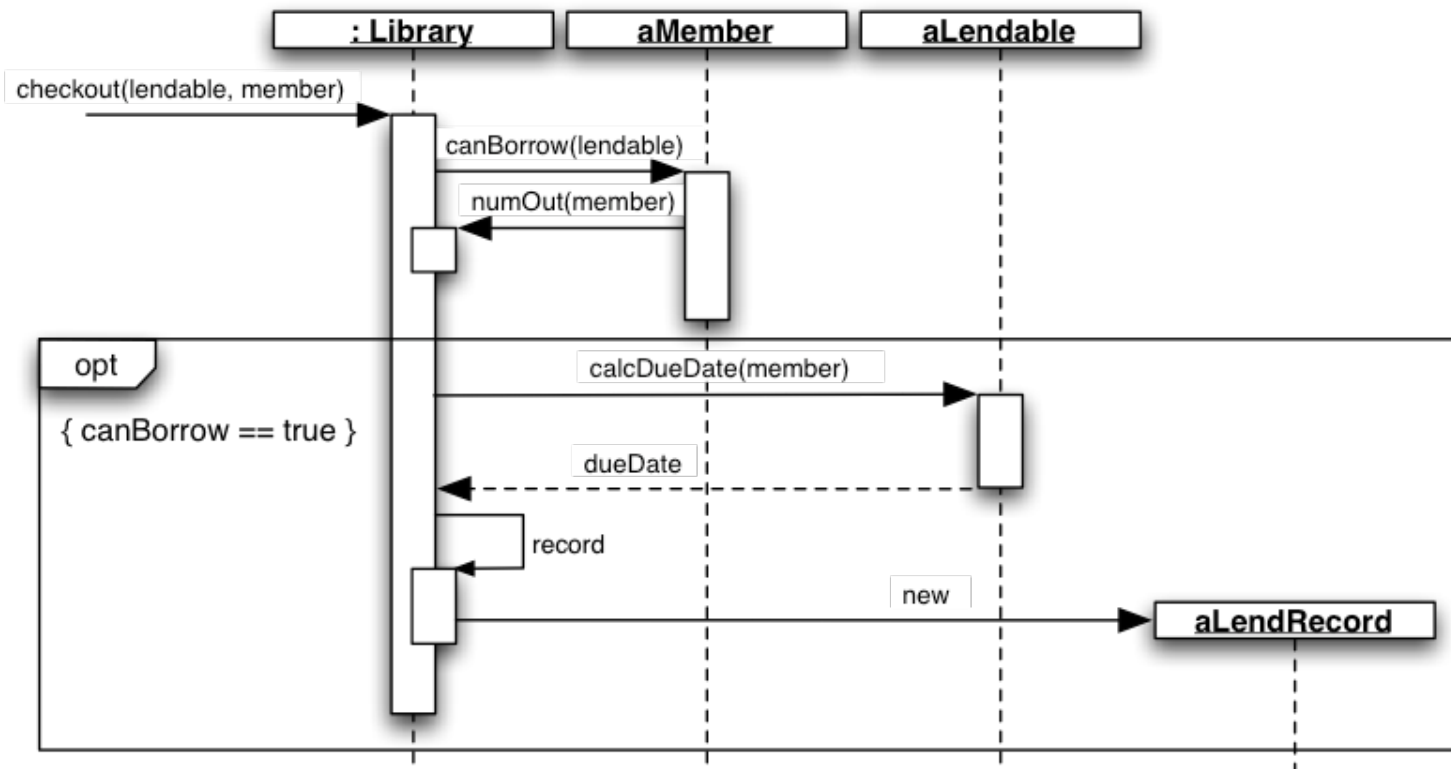 : Library
aMember
aLendable
checkout(lendable, member)
canBorrow(lendable)
numOut(member)
opt
calcDueDate(member)
{ canBorrow == true }
dueDate
record
new
aLendRecord